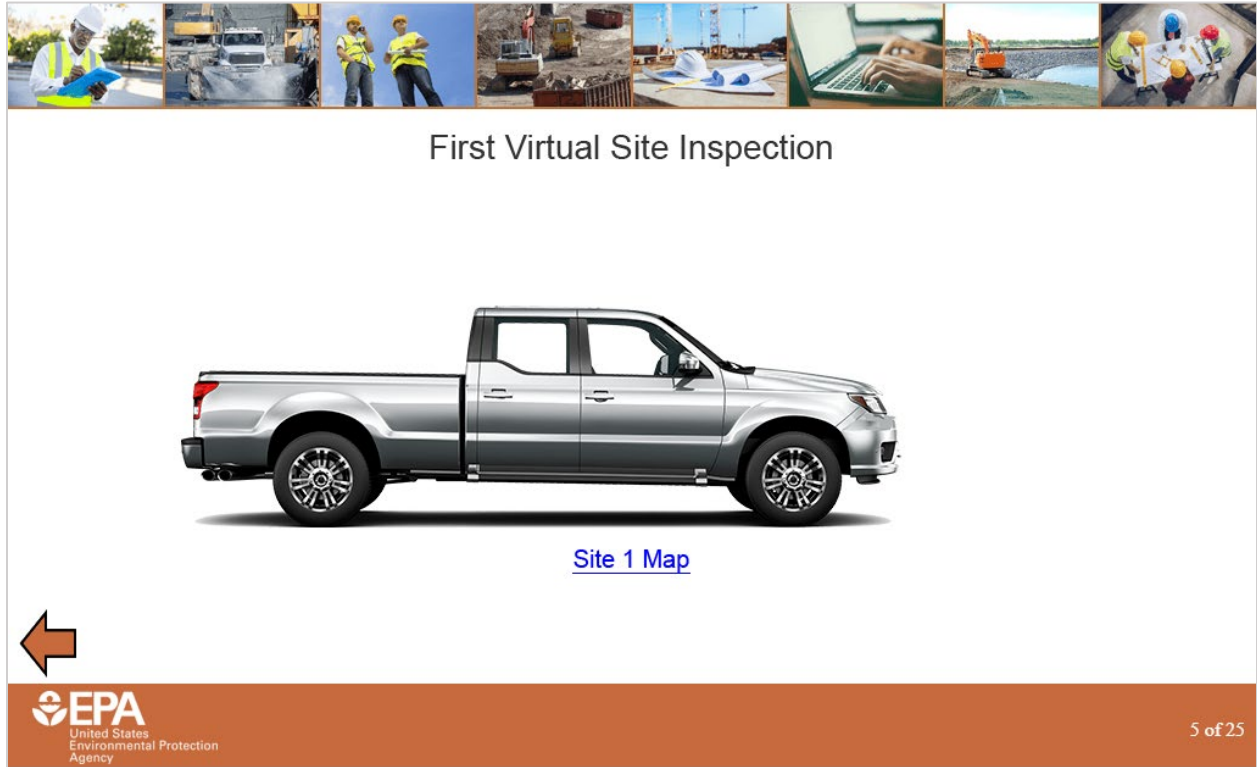 First Virtual Site Inspection
Site 1 Map
EPA
United States
Environmental Protection
Agency
5 of 25